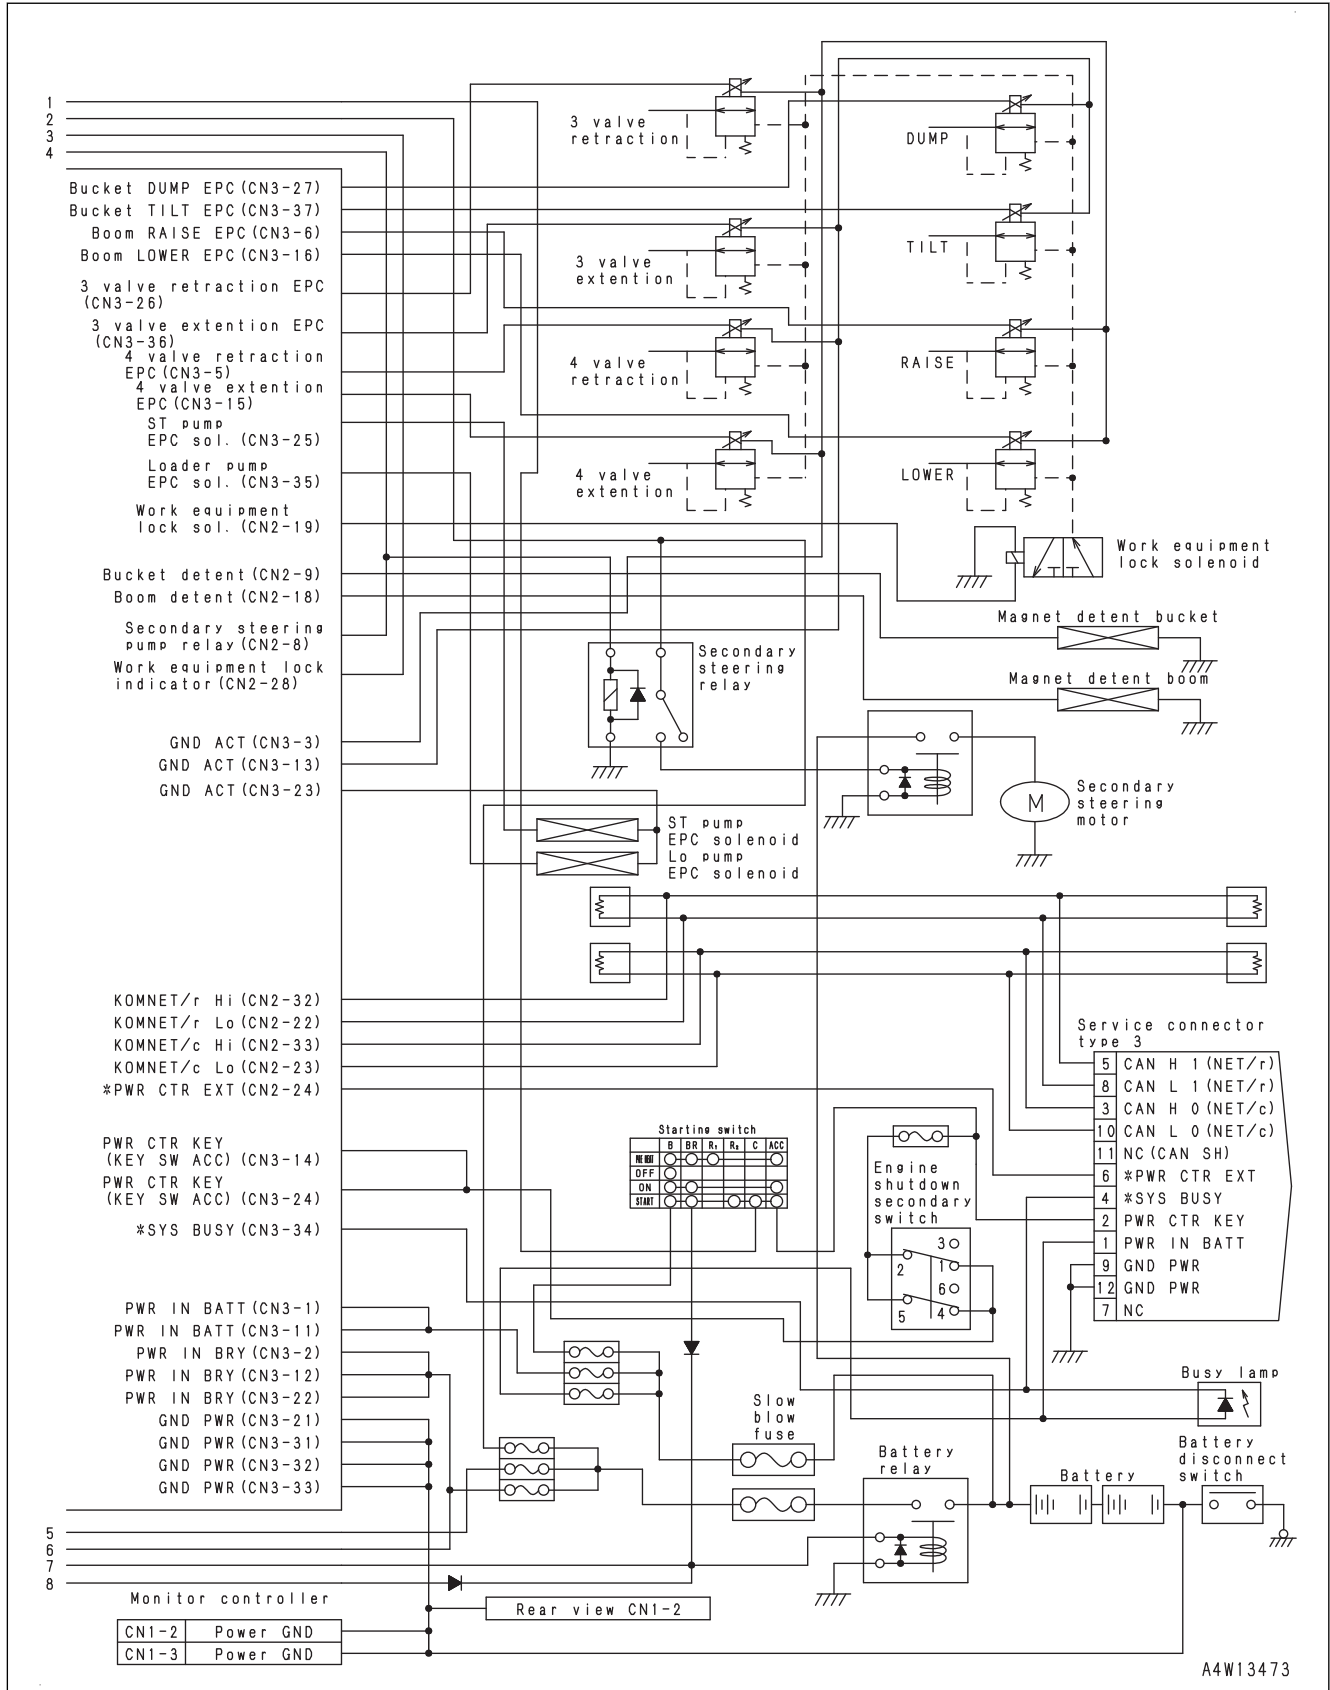 1
2
3
4
Bucket DUMP EPC(CN3-27)
Bucket TILT EPC(CN3-37)
Boom RAISE EPC(CN3-6)
Boom LOWER EPC(CN3-16)
3 valve retraction EPC
(CN3-26)
3 valve extention EPC
(CN3-36)
4 valve retraction
EPC(CN3-5)
4 valve extention
EPC(CN3-15)
ST pump
EPC sol.(CN3-25)
Loader pump
EPC sol.(CN3-35)
Work equipment
lock sol.(CN2-19)
Bucket detent(CN2-9)
Boom detent(CN2-18)
Secondary steering
pump relay(CN2-8)
Work equipment lock
indicator(CN2-28)
GND ACT(CN3-3)
GND ACT(CN3-13)
GND ACT(CN3-23)
KOMNET/r Hi(CN2-32)
KOMNET/r Lo(CN2-22)
KOMNET/c Hi(CN2-33)
KOMNET/c Lo(CN2-23)
*PWR CTR EXT(CN2-24)
PWR CTR KEY
(KEY SW ACC)(CN3-14)
PWR CTR KEY
(KEY SW ACC)(CN3-24)
*SYS BUSY(CN3-34)
PWR IN BATT(CN3-1)
PWR IN BATT(CN3-11)
PWR IN BRY(CN3-2)
PWR IN BRY(CN3-12)
PWR IN BRY(CN3-22)
GND PWR(CN3-21)
GND PWR(CN3-31)
GND PWR(CN3-32)
GND PWR(CN3-33)
5
6
7
8
Monitor controller
CN1-2 Power GND
CN1-3 Power GND
Rear view CN1-2
3 valve
retraction
3 valve
extention
4 valve
retraction
4 valve
extention
DUMP
TILT
RAISE
LOWER
Work equipment
lock solenoid
Magnet detent bucket
Magnet detent boom
Secondary
steering
relay
M
Secondary
steering
motor
ST pump
EPC solenoid
Lo pump
EPC solenoid
Service connector
type 3
5 CAN H 1(NET/r)
8 CAN L 1(NET/r)
3 CAN H 0(NET/c)
10 CAN L 0(NET/c)
11 NC(CAN SH)
6 *PWR CTR EXT
4 *SYS BUSY
2 PWR CTR KEY
1 PWR IN BATT
9 GND PWR
12 GND PWR
7 NC
Starting switch
B BR R1 R2 C ACC
PRE HEAT
OFF
ON
START
Engine
shutdown
secondary
switch
3
2 1
6
5 4
Busy lamp
Slow
blow
fuse
Battery
relay
Battery
Battery
disconnect
switch
A4W13473